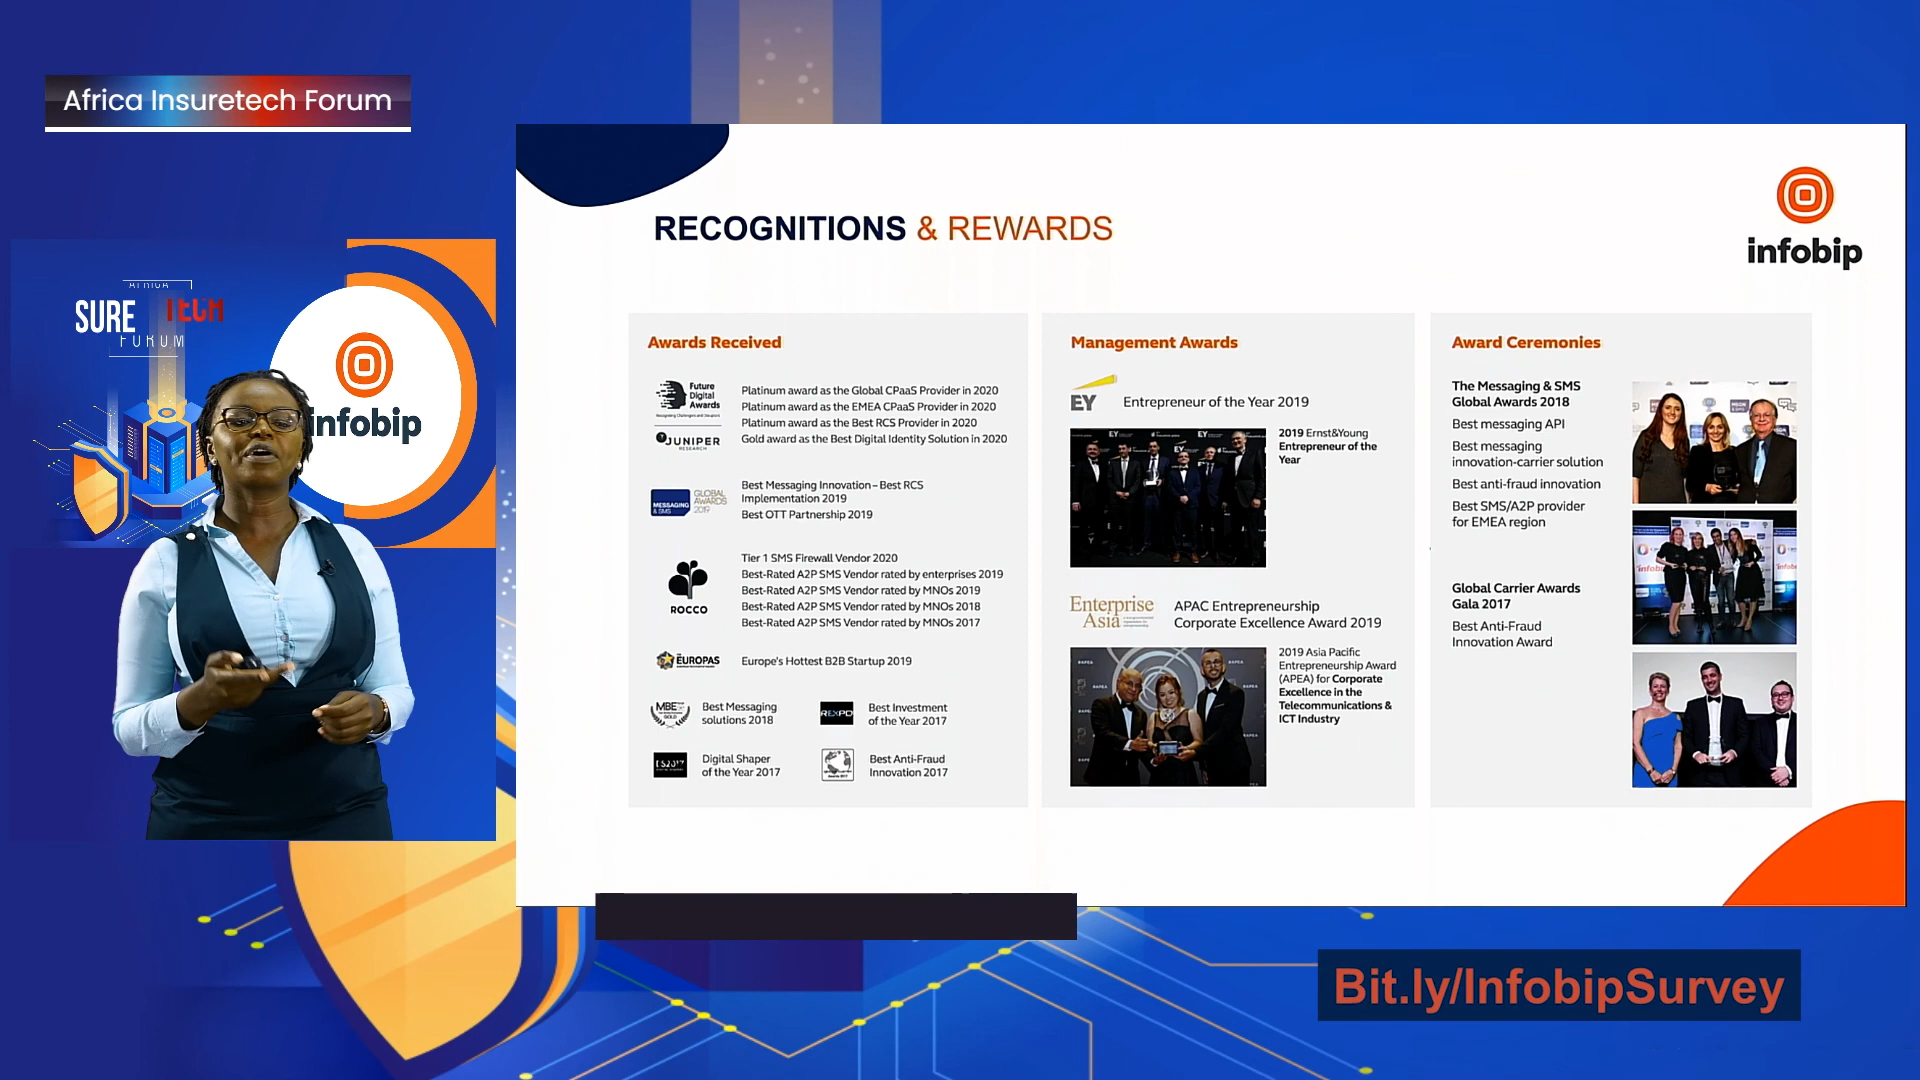 Africa Insuretech Forum
SURE TECH
FORUM
infobip
RECOGNITIONS & REWARDS
infobip
Awards Received
Future
Digital
Awards
JUNIPER
RESEARCH
Platinum award as the Global CPaaS Provider in 2020
Platinum award as the EMEA CPaaS Provider in 2020
Platinum award as the Best RCS Provider in 2020
Gold award as the Best Digital Identity Solution in 2020
MESSAGING
& SMS
GLOBAL
AWARDS
2019
Best Messaging Innovation – Best RCS
Implementation 2019
Best OTT Partnership 2019
ROCCO
Tier 1 SMS Firewall Vendor 2020
Best-Rated A2P SMS Vendor rated by enterprises 2019
Best-Rated A2P SMS Vendor rated by MNOs 2019
Best-Rated A2P SMS Vendor rated by MNOs 2018
Best-Rated A2P SMS Vendor rated by MNOs 2017
EUROPAS
Europe's Hottest B2B Startup 2019
MBE
Best Messaging
solutions 2018
REXPO
Best Investment
of the Year 2017
Digital Shaper
of the Year 2017
Best Anti-Fraud
Innovation 2017
Management Awards
EY
Entrepreneur of the Year 2019
2019 Ernst&Young
Entrepreneur of the
Year
Enterprise
Asia
APAC Entrepreneurship
Corporate Excellence Award 2019
2019 Asia Pacific
Entrepreneurship Award
(APEA) for Corporate
Excellence in the
Telecommunications &
ICT Industry
Award Ceremonies
The Messaging & SMS
Global Awards 2018
Best messaging API
Best messaging
innovation-carrier solution
Best anti-fraud innovation
Best SMS/A2P provider
for EMEA region
Global Carrier Awards
Gala 2017
Best Anti-Fraud
Innovation Award
Bit.ly/InfobipSurvey